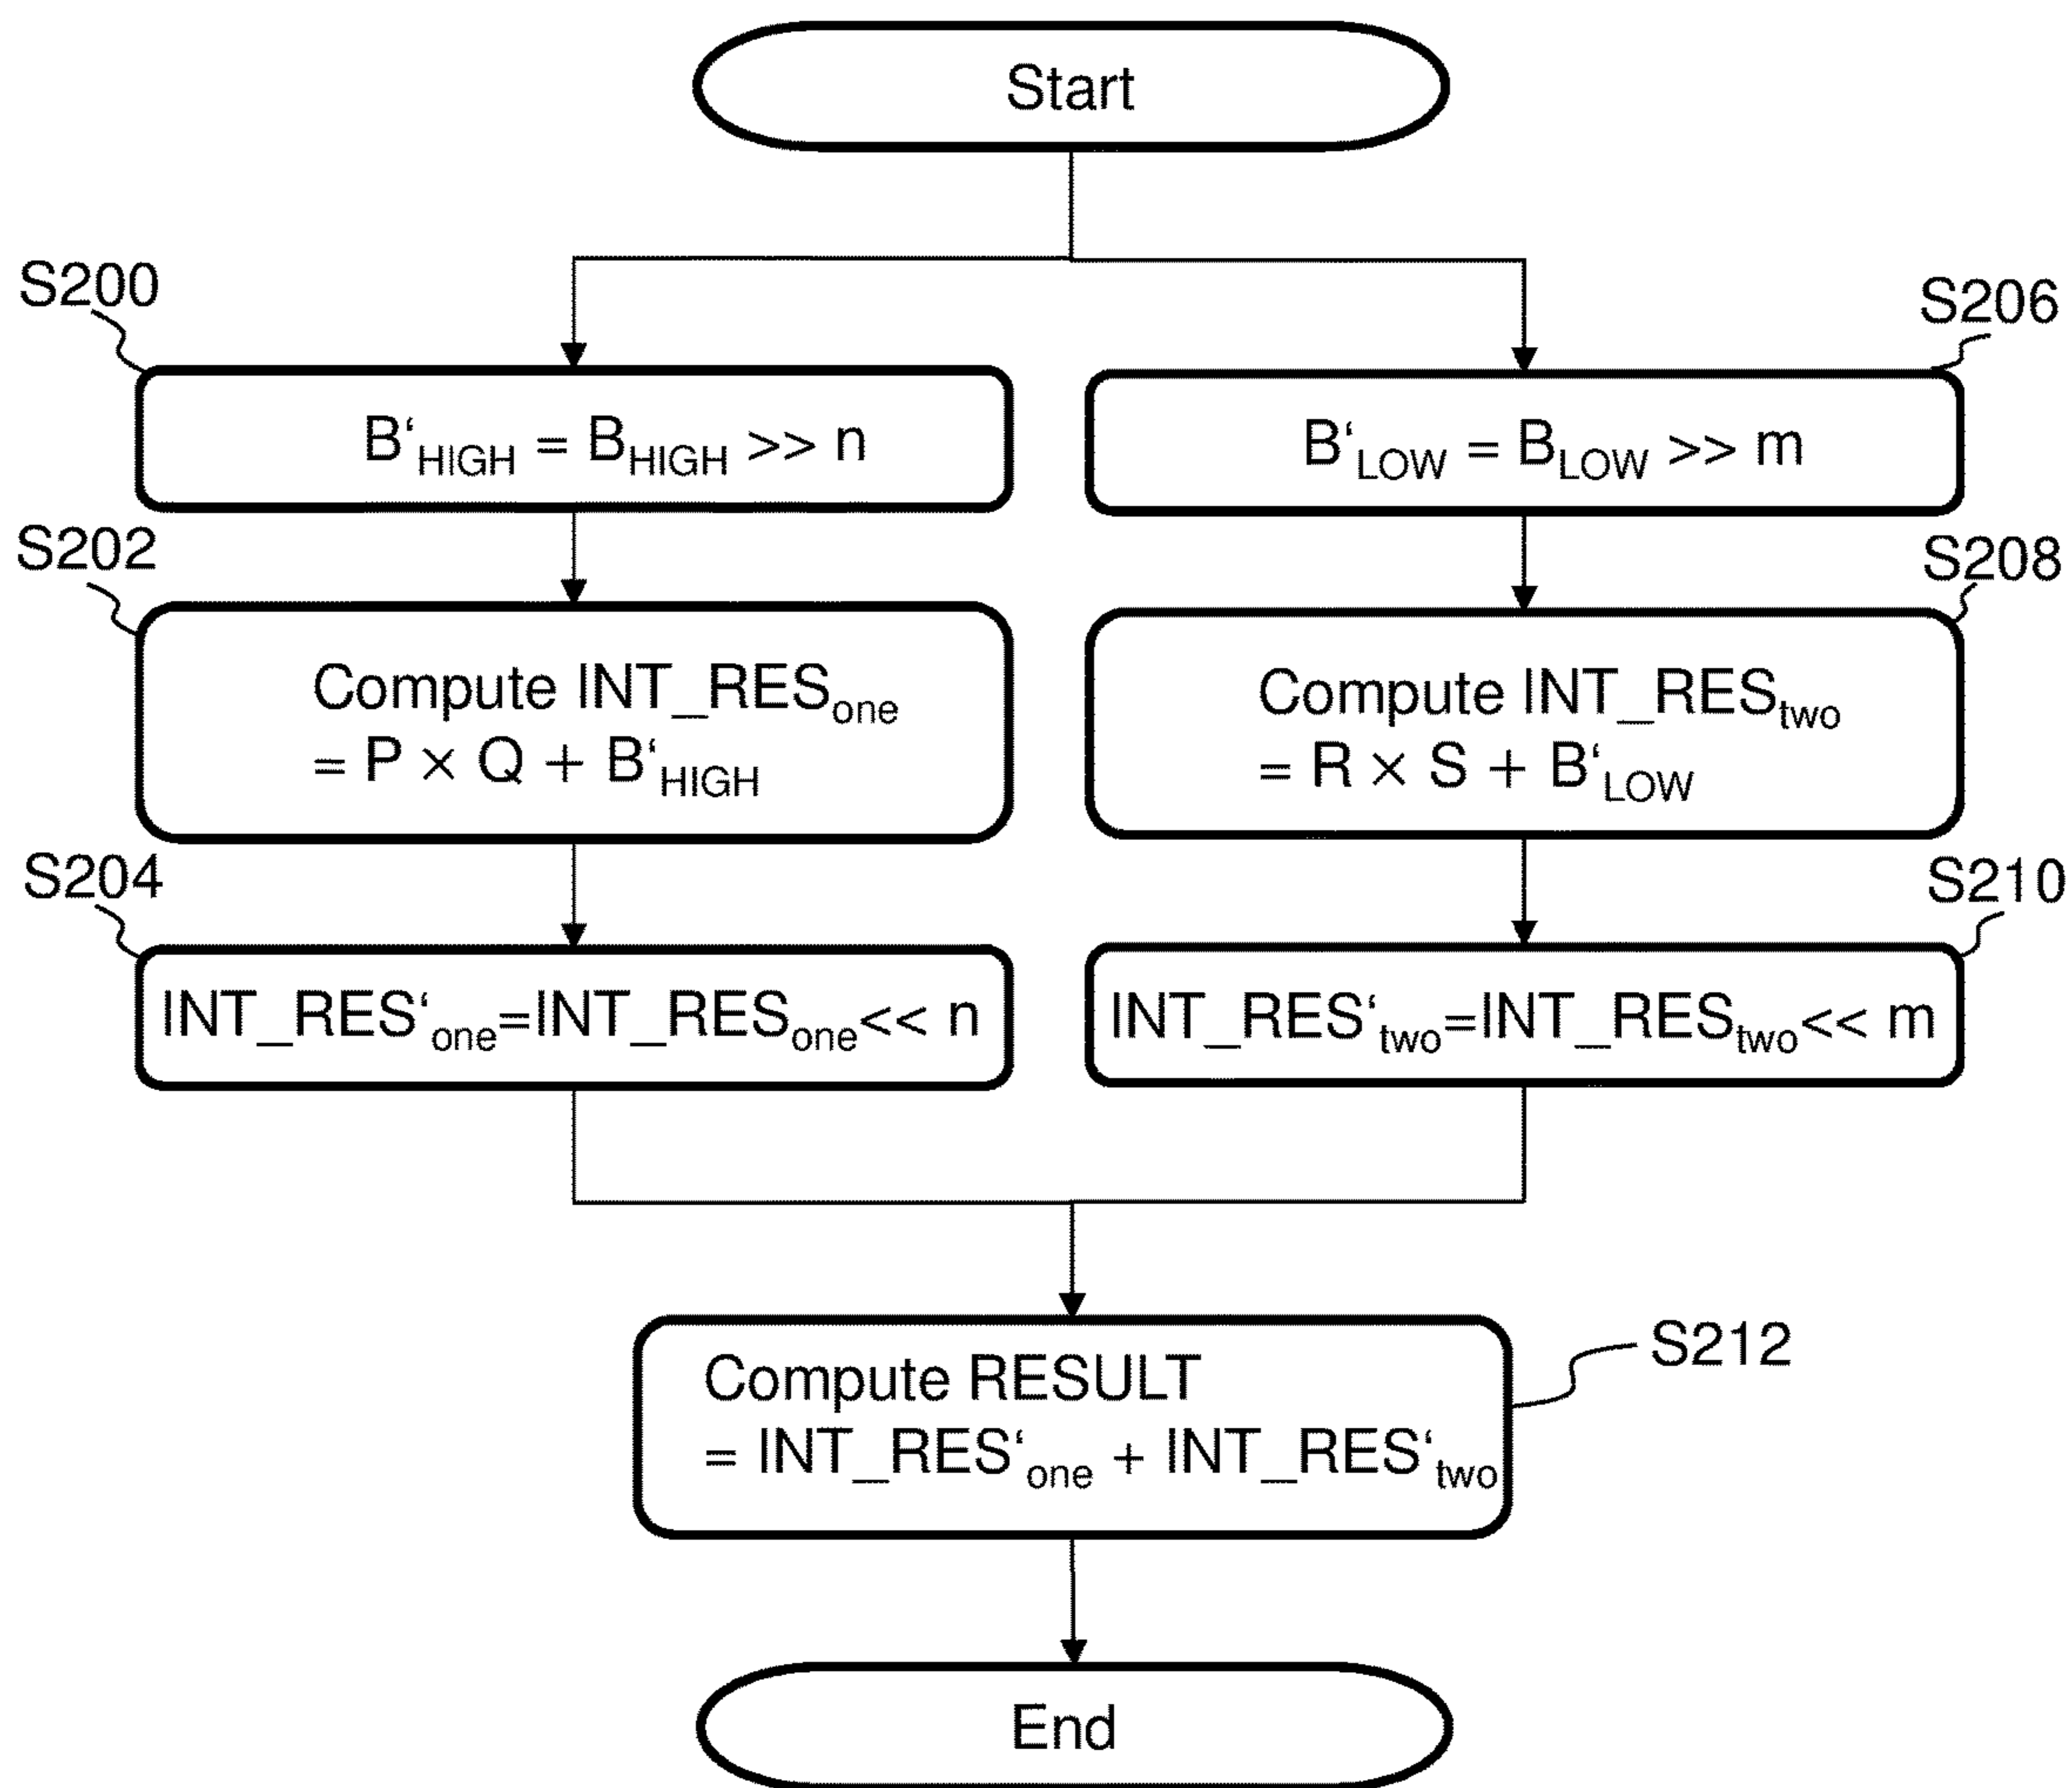 Start
S200
S206
B‘HIGH = BHIGH >> n
B‘LOW = BLOW >> m
S202
S208
Compute INT_RESone
= P × Q + B‘HIGH
Compute INT_REStwo
= R × S + B‘LOW
S204
S210
INT_RES‘one=INT_RESone<< n
INT_RES‘two=INT_REStwo<< m
S212
Compute RESULT
= INT_RES‘one + INT_RES‘two
End